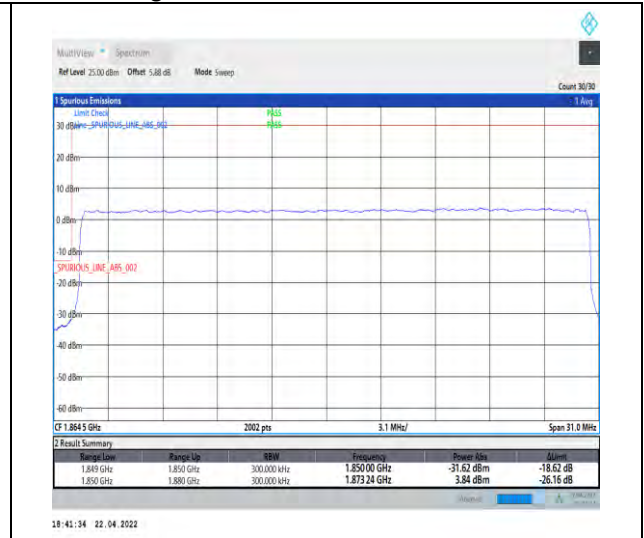 MultiView Spectrum
Ref Level 25.00 dBm Offset 5.88 dB Mode Sweep
Count 30/30
1 Spurious Emissions 1 Avg
Limit Check PASS
30 dBm Line _SPURIOUS_LINE_ABS_002 PASS
20 dBm
10 dBm
0 dBm
-10 dBm
_SPURIOUS_LINE_ABS_002
-20 dBm
-30 dBm
-40 dBm
-50 dBm
-60 dBm
CF 1.8645 GHz 2002 pts 3.1 MHz/ Span 31.0 MHz
2 Result Summary
Range Low Range Up RBW Frequency Power Abs ΔLimit
1.849 GHz 1.850 GHz 300.000 kHz 1.85000 GHz -31.62 dBm -18.62 dB
1.850 GHz 1.880 GHz 300.000 kHz 1.87324 GHz 3.84 dBm -26.16 dB
18:41:34 22.04.2022